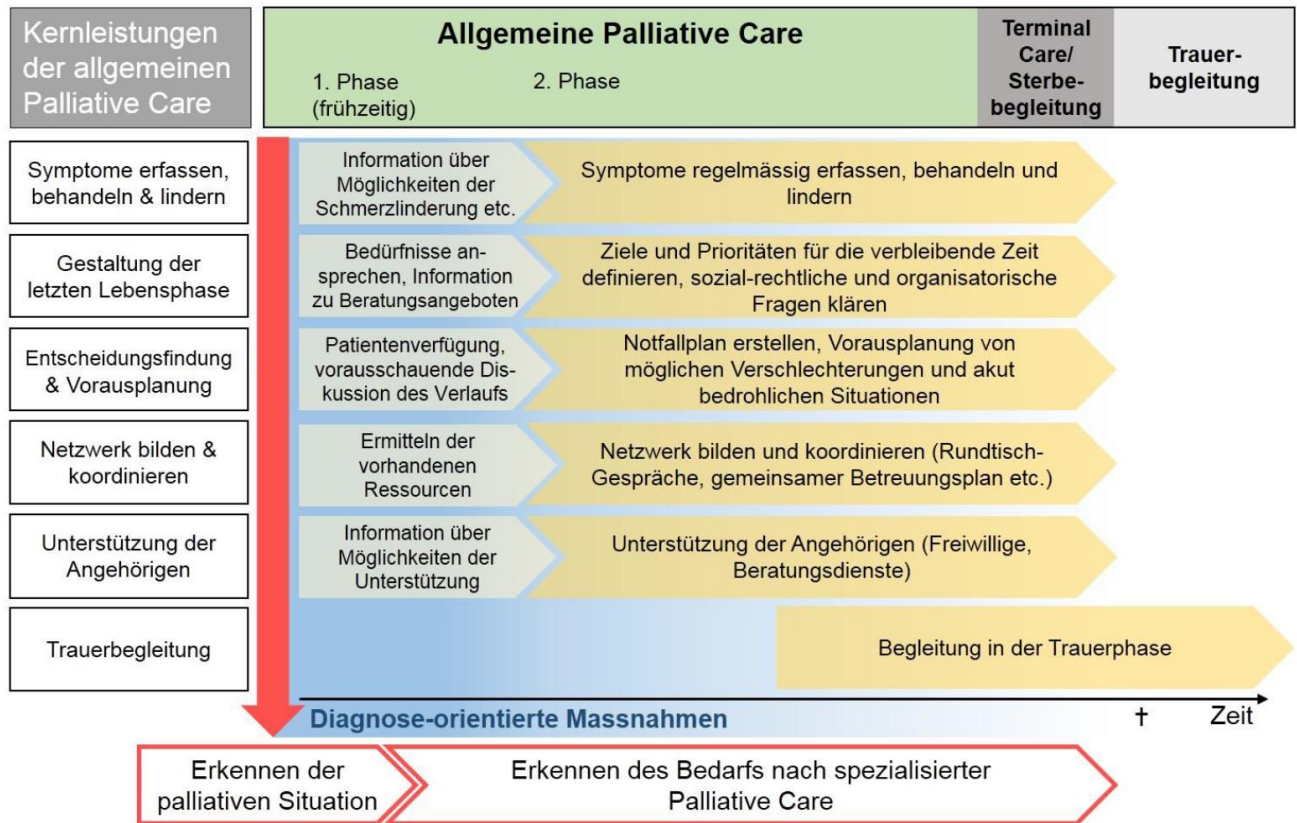 Kernleistungen
der allgemeinen
Palliative Care
Allgemeine Palliative Care
1. Phase
(frühzeitig)
2. Phase
Terminal
Care/
Sterbe-
begleitung
Trauer-
begleitung
Symptome erfassen,
behandeln & lindern
Information über
Möglichkeiten der
Schmerzlinderung etc.
Symptome regelmässig erfassen, behandeln und
lindern
Gestaltung der
letzten Lebensphase
Bedürfnisse an-
sprechen, Information
zu Beratungsangeboten
Ziele und Prioritäten für die verbleibende Zeit
definieren, sozial-rechtliche und organisatorische
Fragen klären
Entscheidungsfindung
& Vorausplanung
Patientenverfügung,
vorausschauende Dis-
kussion des Verlaufs
Notfallplan erstellen, Vorausplanung von
möglichen Verschlechterungen und akut
bedrohlichen Situationen
Netzwerk bilden &
koordinieren
Ermitteln der
vorhandenen
Ressourcen
Netzwerk bilden und koordinieren (Rundtisch-
Gespräche, gemeinsamer Betreuungsplan etc.)
Unterstützung der
Angehörigen
Information über
Möglichkeiten der
Unterstützung
Unterstützung der Angehörigen (Freiwillige,
Beratungsdienste)
Trauerbegleitung
Begleitung in der Trauerphase
Diagnose-orientierte Massnahmen
† Zeit
Erkennen der
palliativen Situation
Erkennen des Bedarfs nach spezialisierter
Palliative Care